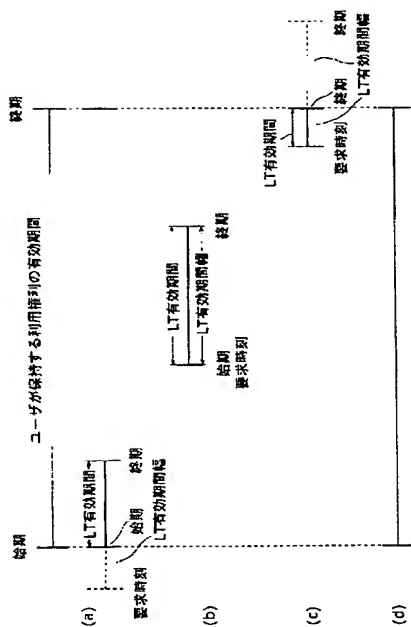 始期
終期
ユーザが保持する利用権利の有効期間
(a)
LT有効期間
終期
始期
LT有効期間幅
要求時刻
(b)
LT有効期間
LT有効期間幅
始期
要求時刻
終期
(c)
LT有効期間
要求時刻
終期
LT有効期間幅
終期
(d)